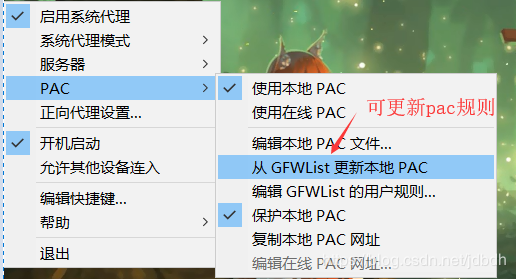 启用系统代理
系统代理模式
服务器
PAC
正向代理设置...
开机启动
允许其他设备连入
编辑快捷键...
帮助
退出
使用本地 PAC
使用在线 PAC
可更新pac规则
编辑本地 PAC 文件...
从 GFWList 更新本地 PAC
编辑 GFWList 的用户规则...
保护本地 PAC
复制本地 PAC 网址
编辑在线 PAC 网址...
blog.csdn.net/jdbdh